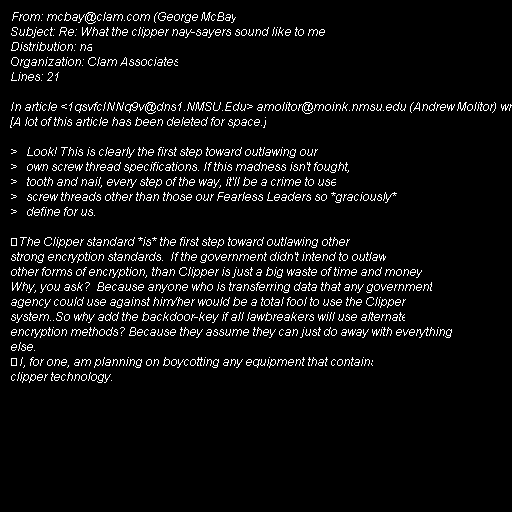 From: mcbay@clam.com (George McBay
Subject: Re: What the clipper nay-sayers sound like to me
Distribution: na
Organization: Clam Associates
Lines: 21
In article <1qsvfcINNq9v@dns1.NMSU.Edu> amolitor@moink.nmsu.edu (Andrew Molitor) wr
[A lot of this article has been deleted for space.]
> Look! This is clearly the first step toward outlawing our
> own screw thread specifications. If this madness isn't fought,
> tooth and nail, every step of the way, it'll be a crime to use
> screw threads other than those our Fearless Leaders so *graciously*
> define for us.
The Clipper standard *is* the first step toward outlawing other
strong encryption standards. If the government didn't intend to outlaw
other forms of encryption, than Clipper is just a big waste of time and money
Why, you ask? Because anyone who is transferring data that any government
agency could use against him/her would be a total fool to use the Clipper
system..So why add the backdoor-key if all lawbreakers will use alternate
encryption methods? Because they assume they can just do away with everything
else.
I, for one, am planning on boycotting any equipment that contains
clipper technology.